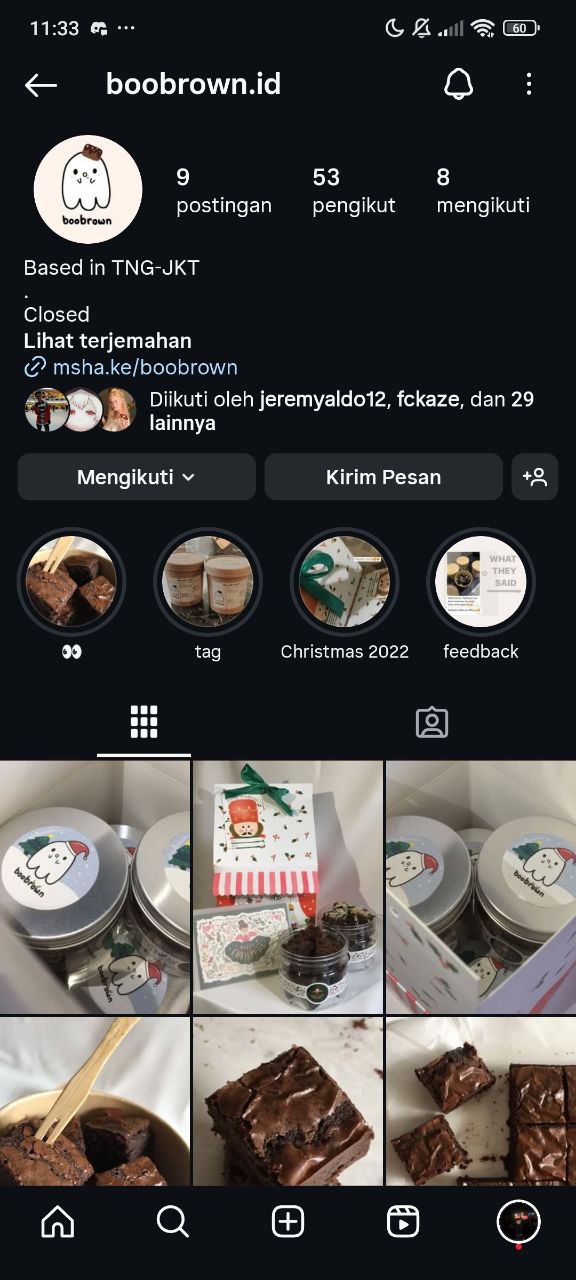 11:33
60
boobrown.id
boobrown
9
postingan
53
pengikut
8
mengikuti
Based in TNG-JKT
.
Closed
Lihat terjemahan
msha.ke/boobrown
Diikuti oleh jeremyaldo12, fckaze, dan 29
lainnya
Mengikuti
Kirim Pesan
WHAT
THEY
SAID
👀
tag
Christmas 2022
feedback
boobrown
boobrown
boobrown